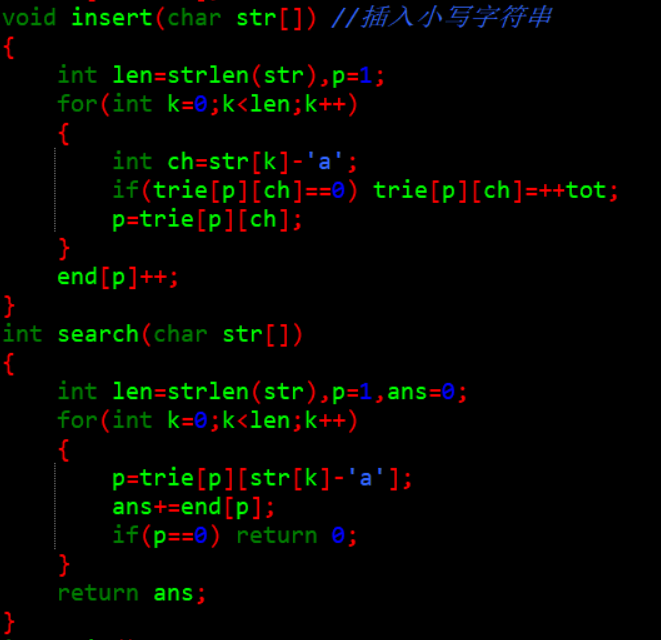 void insert(char str[]) //插入小写字符串
{
    int len=strlen(str),p=1;
    for(int k=0;k<len;k++)
    {
        int ch=str[k]-'a';
        if(trie[p][ch]==0) trie[p][ch]=++tot;
        p=trie[p][ch];
    }
    end[p]++;
}
int search(char str[])
{
    int len=strlen(str),p=1,ans=0;
    for(int k=0;k<len;k++)
    {
        p=trie[p][str[k]-'a'];
        ans+=end[p];
        if(p==0) return 0;
    }
    return ans;
}